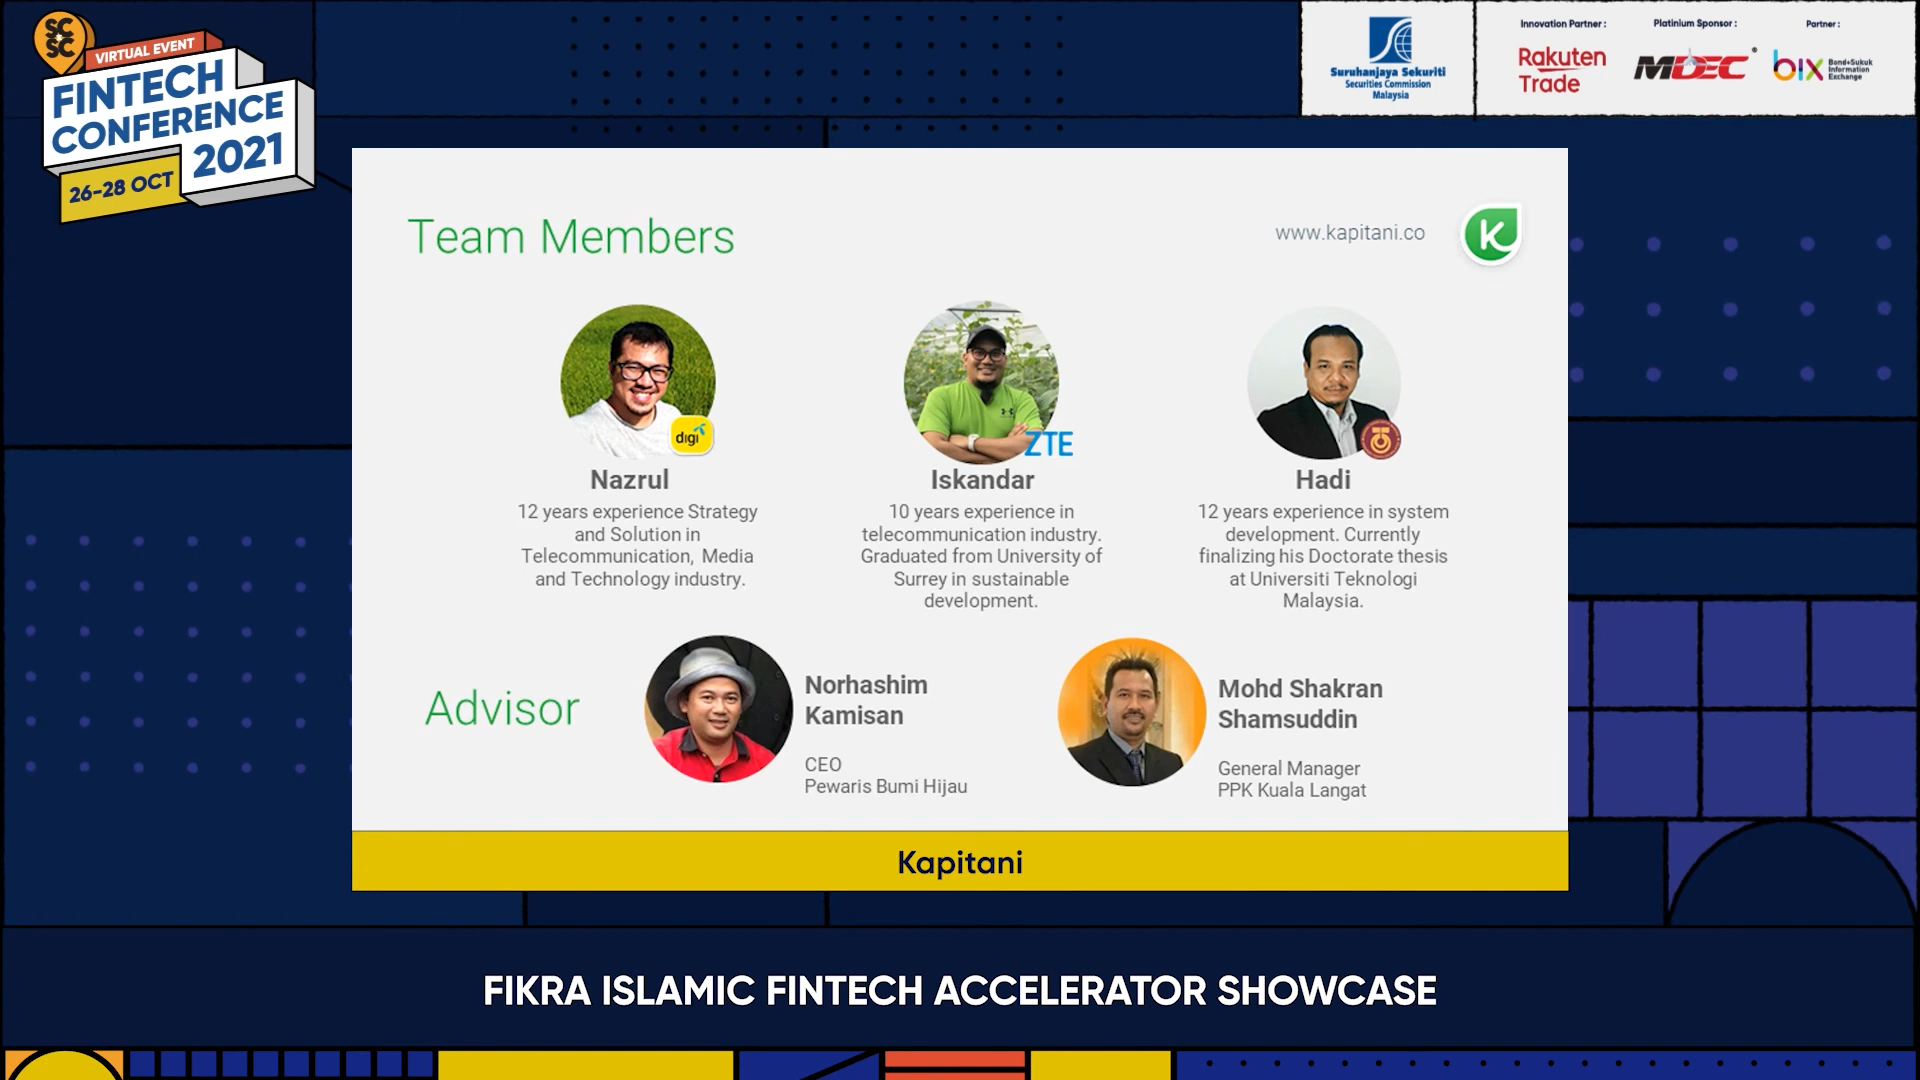 SC
SC
VIRTUAL EVENT
FINTECH
CONFERENCE
2021
26-28 OCT
Suruhanjaya Sekuriti
Securities Commission
Malaysia
Innovation Partner :
Rakuten
Trade
Platinium Sponsor :
MDEC
Partner :
bix
Bond+Sukuk
Information
Exchange
Team Members
www.kapitani.co
K
digi
ZTE
Nazrul
12 years experience Strategy
and Solution in
Telecommunication, Media
and Technology industry.
Iskandar
10 years experience in
telecommunication industry.
Graduated from University of
Surrey in sustainable
development.
Hadi
12 years experience in system
development. Currently
finalizing his Doctorate thesis
at Universiti Teknologi
Malaysia.
Advisor
Norhashim
Kamisan
CEO
Pewaris Bumi Hijau
Mohd Shakran
Shamsuddin
General Manager
PPK Kuala Langat
Kapitani
FIKRA ISLAMIC FINTECH ACCELERATOR SHOWCASE